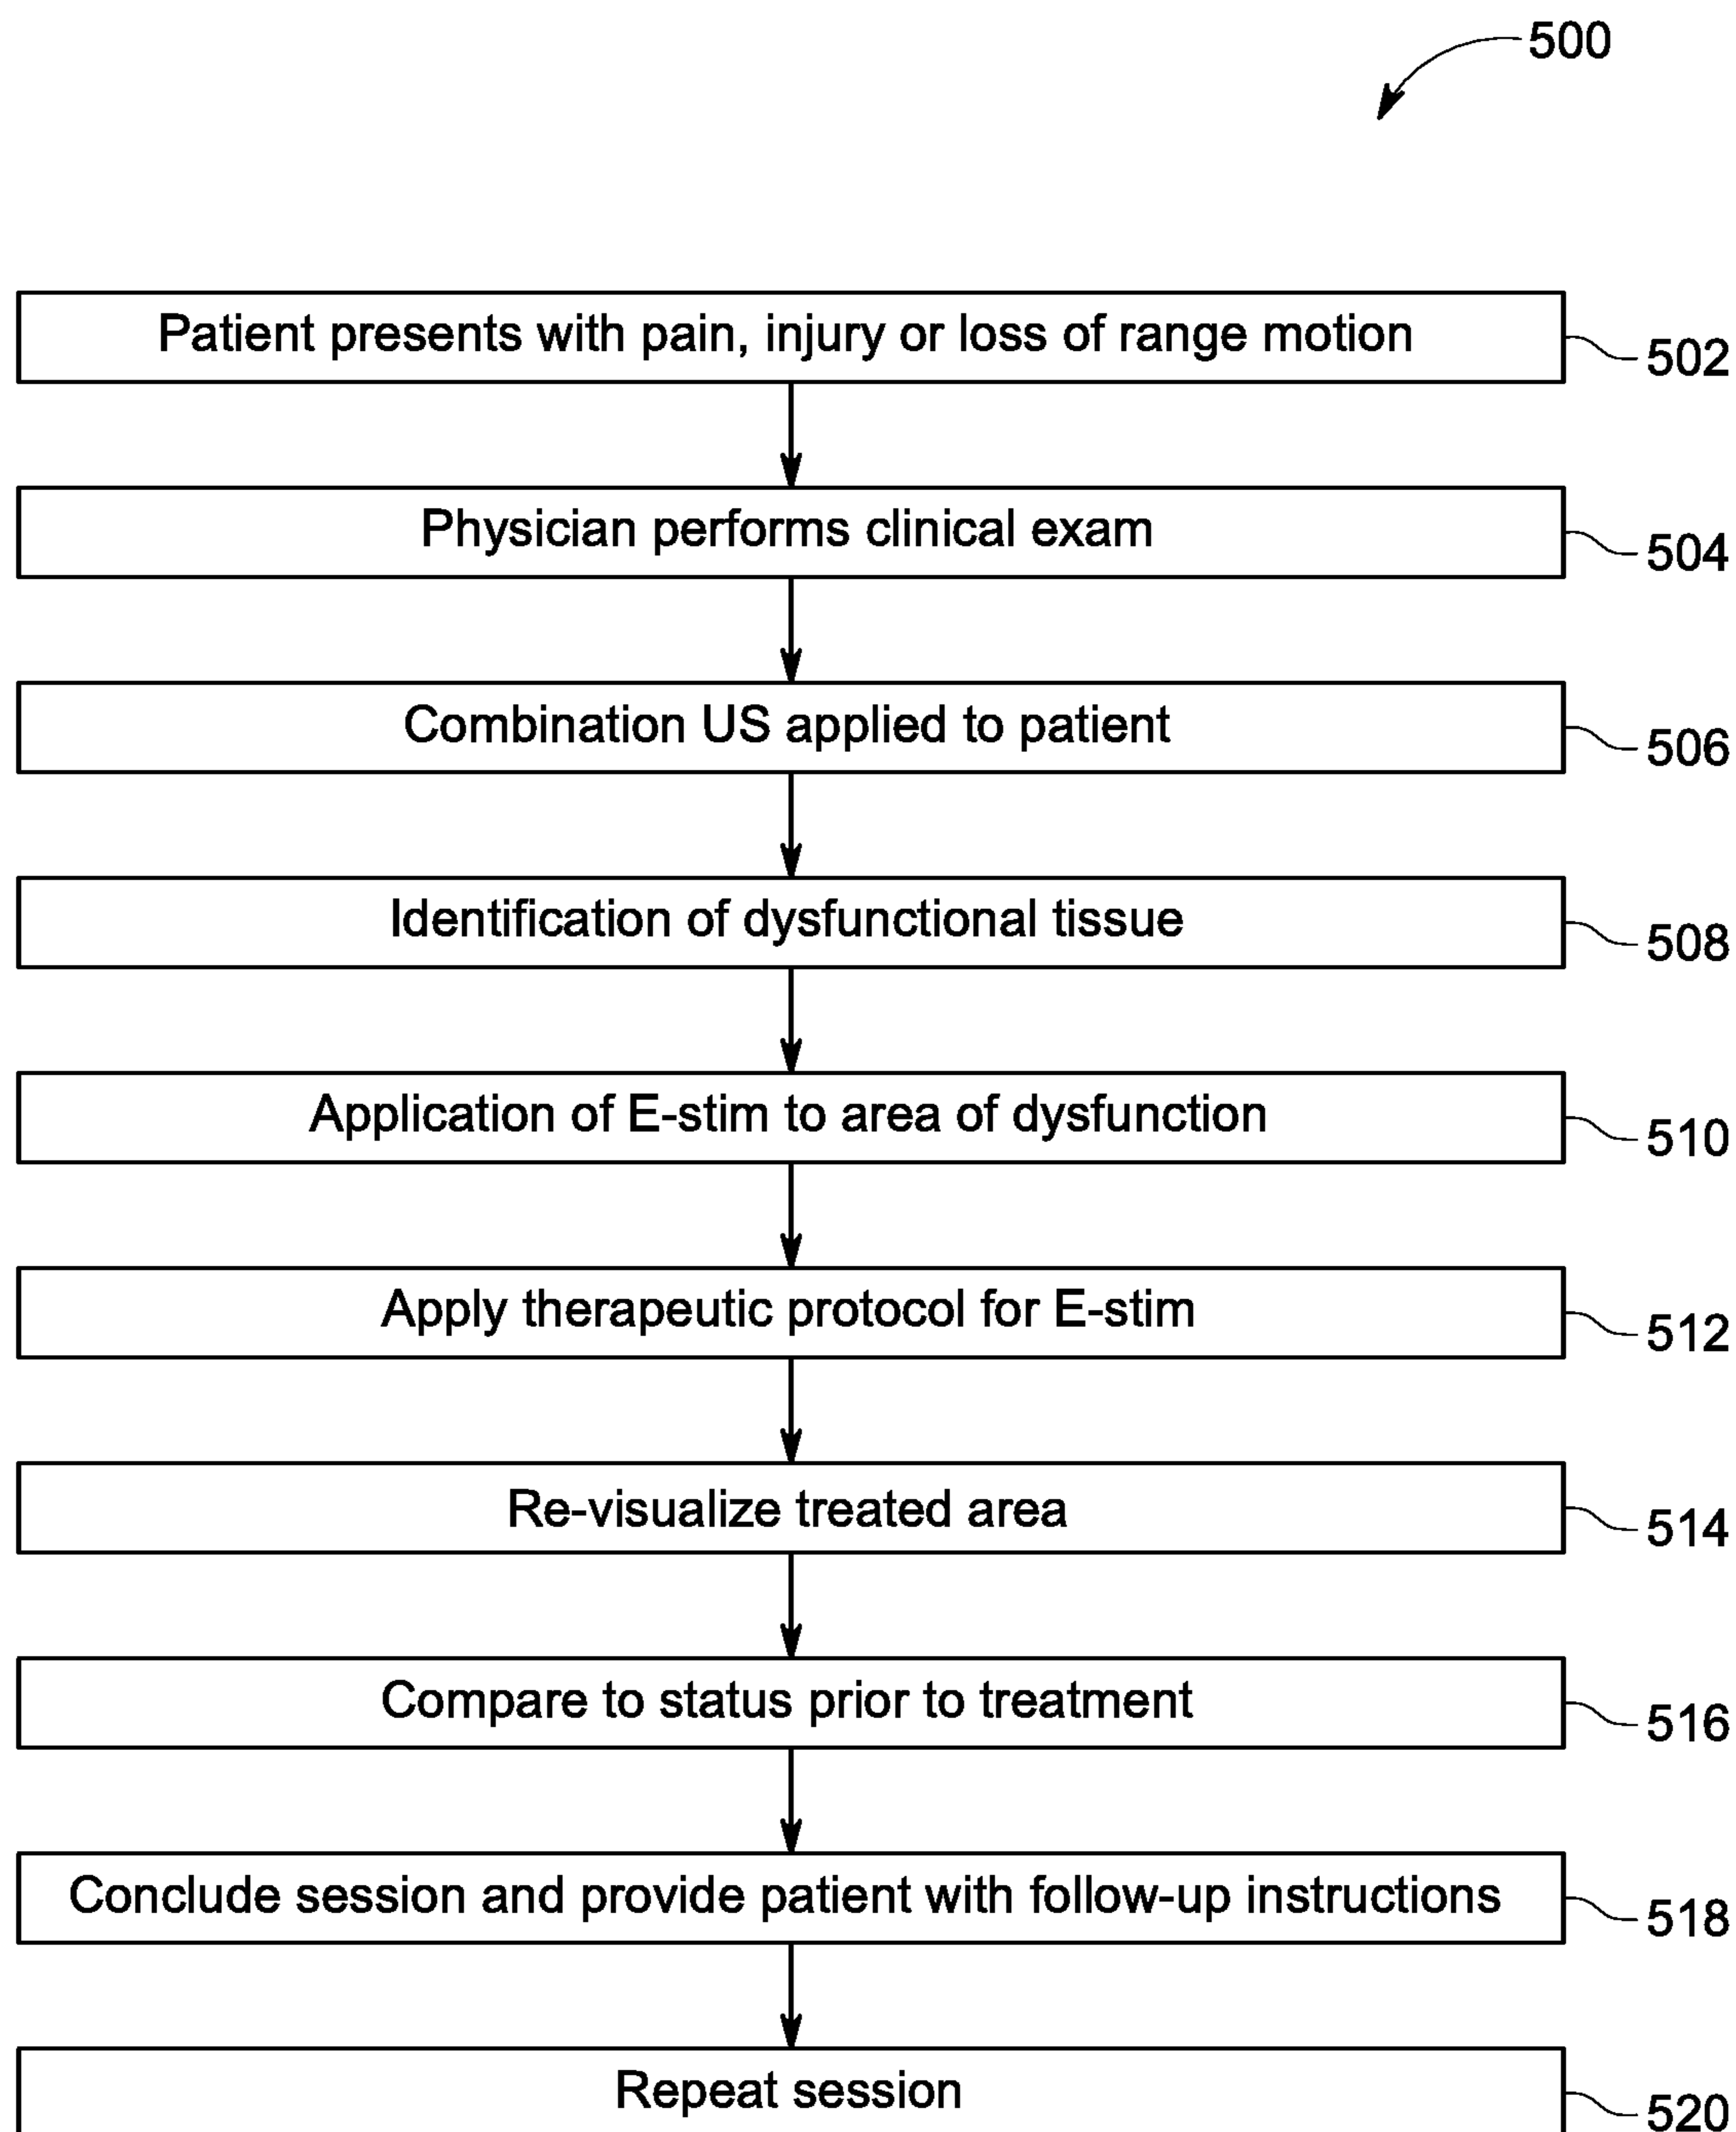 500
Patient presents with pain, injury or loss of range motion
502
Physician performs clinical exam
504
Combination US applied to patient
506
Identification of dysfunctional tissue
508
Application of E-stim to area of dysfunction
510
Apply therapeutic protocol for E-stim
512
Re-visualize treated area
514
Compare to status prior to treatment
516
Conclude session and provide patient with follow-up instructions
518
Repeat session
520